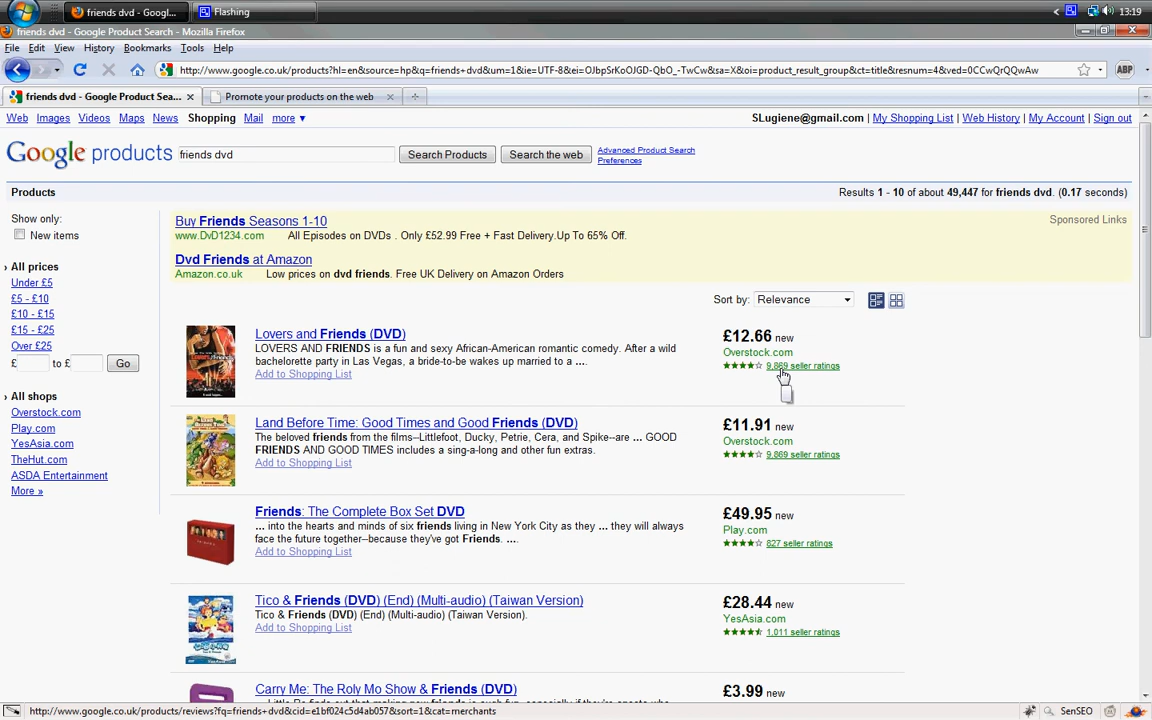 friends dvd - Googl...
Flashing
13:19
friends dvd - Google Product Search - Mozilla Firefox
File Edit View History Bookmarks Tools Help
http://www.google.co.uk/products?hl=en&source=hp&q=friends+dvd&um=1&ie=UTF-8&ei=OJbpSrKoOJGD-QbO_-TwCw&sa=X&oi=product_result_group&ct=title&resnum=4&ved=0CCwQrQQwAw
ABP
friends dvd - Google Product Sea...
Promote your products on the web
Web Images Videos Maps News Shopping Mail more ▼
SLugiene@gmail.com | My Shopping List | Web History | My Account | Sign out
Google products
friends dvd
Search Products
Search the web
Advanced Product Search
Preferences
Products
Results 1 - 10 of about 49,447 for friends dvd. (0.17 seconds)
Show only:
New items
All prices
Under £5
£5 - £10
£10 - £15
£15 - £25
Over £25
£ to £ Go
All shops
Overstock.com
Play.com
YesAsia.com
TheHut.com
ASDA Entertainment
More »
Buy Friends Seasons 1-10
Sponsored Links
www.DvD1234.com All Episodes on DVDs . Only £52.99 Free + Fast Delivery.Up To 65% Off.
Dvd Friends at Amazon
Amazon.co.uk Low prices on dvd friends. Free UK Delivery on Amazon Orders
Sort by: Relevance
Lovers and Friends (DVD)
LOVERS AND FRIENDS is a fun and sexy African-American romantic comedy. After a wild
bachelorette party in Las Vegas, a bride-to-be wakes up married to a ....
Add to Shopping List
£12.66 new
Overstock.com
9,869 seller ratings
Land Before Time: Good Times and Good Friends (DVD)
The beloved friends from the films--Littlefoot, Ducky, Petrie, Cera, and Spike--are ... GOOD
FRIENDS AND GOOD TIMES includes a sing-a-long and other fun extras.
Add to Shopping List
£11.91 new
Overstock.com
9,869 seller ratings
Friends: The Complete Box Set DVD
... into the hearts and minds of six friends living in New York City as they ... they will always
face the future together--because they've got Friends. ....
Add to Shopping List
£49.95 new
Play.com
827 seller ratings
Tico & Friends (DVD) (End) (Multi-audio) (Taiwan Version)
Tico & Friends (DVD) (End) (Multi-audio) (Taiwan Version).
Add to Shopping List
£28.44 new
YesAsia.com
1,011 seller ratings
Carry Me: The Roly Mo Show & Friends (DVD)
£3.99 new
http://www.google.co.uk/products/reviews?fq=friends+dvd&cid=e1bf024c5d4ab057&sort=1&cat=merchants
SenSEO